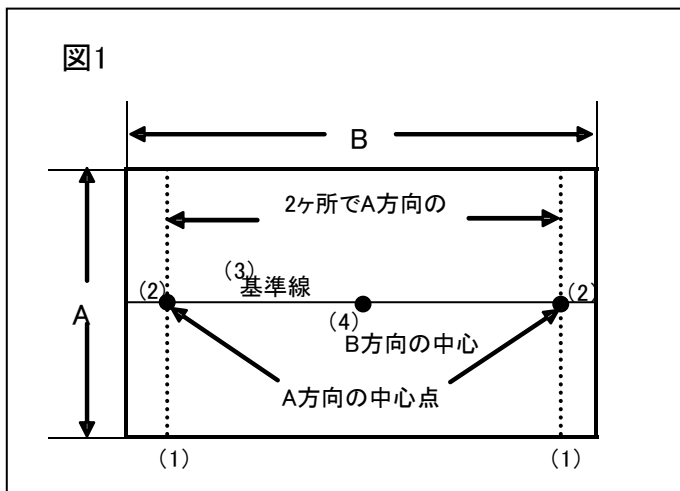 図1
B
2ヶ所でA方向の
(3)
基準線
(2)
(2)
A
(4)
B方向の中心
A方向の中心点
(1)
(1)